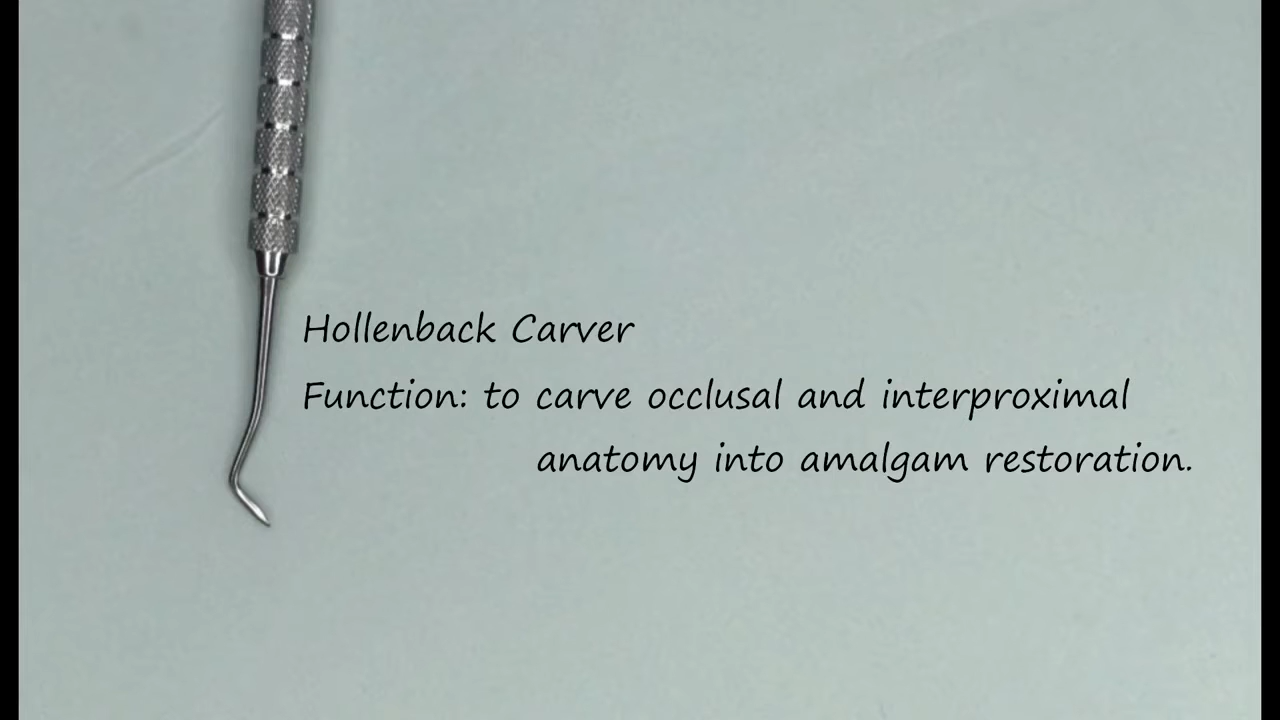 Hollenback Carver
Function: to carve occlusal and interproximal
anatomy into amalgam restoration.